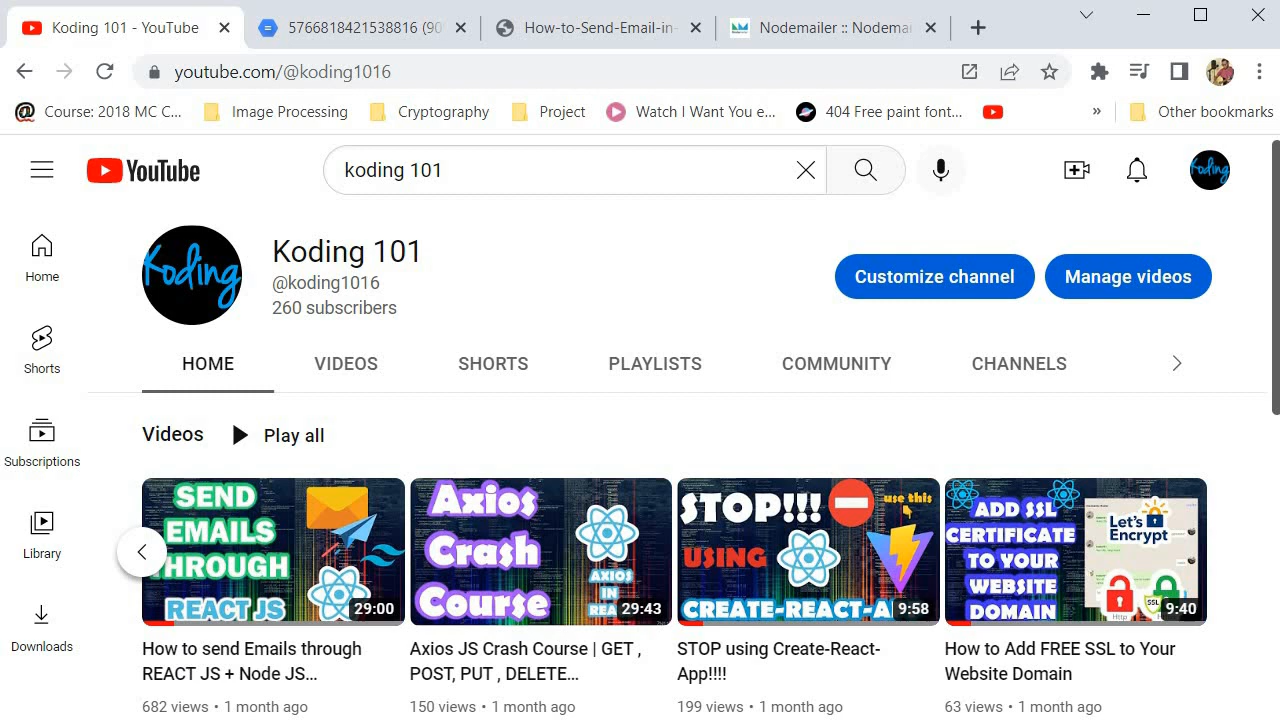 Koding 101 - YouTube
5766818421538816 (90
How-to-Send-Email-in-
Nodemailer :: Nodema
youtube.com/@koding1016
Course: 2018 MC C...
Image Processing
Cryptography
Project
Watch I Want You e...
404 Free paint font...
»
Other bookmarks
YouTube
koding 101
Koding
Koding
Koding 101
@koding1016
260 subscribers
Customize channel
Manage videos
Home
Shorts
Subscriptions
Library
Downloads
HOME
VIDEOS
SHORTS
PLAYLISTS
COMMUNITY
CHANNELS
Videos
Play all
SEND
EMAILS
THROUGH
REACT JS
29:00
Axios
Crash
Course
AXIOS
IN
REA
29:43
STOP!!!
use this
USING
CREATE-REACT-A
9:58
ADD SSL
CERTIFICATE
TO YOUR
WEBSITE
DOMAIN
Let's
Encrypt
Http
SSL
9:40
How to send Emails through
REACT JS + Node JS...
682 views • 1 month ago
Axios JS Crash Course | GET ,
POST, PUT , DELETE...
150 views • 1 month ago
STOP using Create-React-
App!!!!
199 views • 1 month ago
How to Add FREE SSL to Your
Website Domain
63 views • 1 month ago